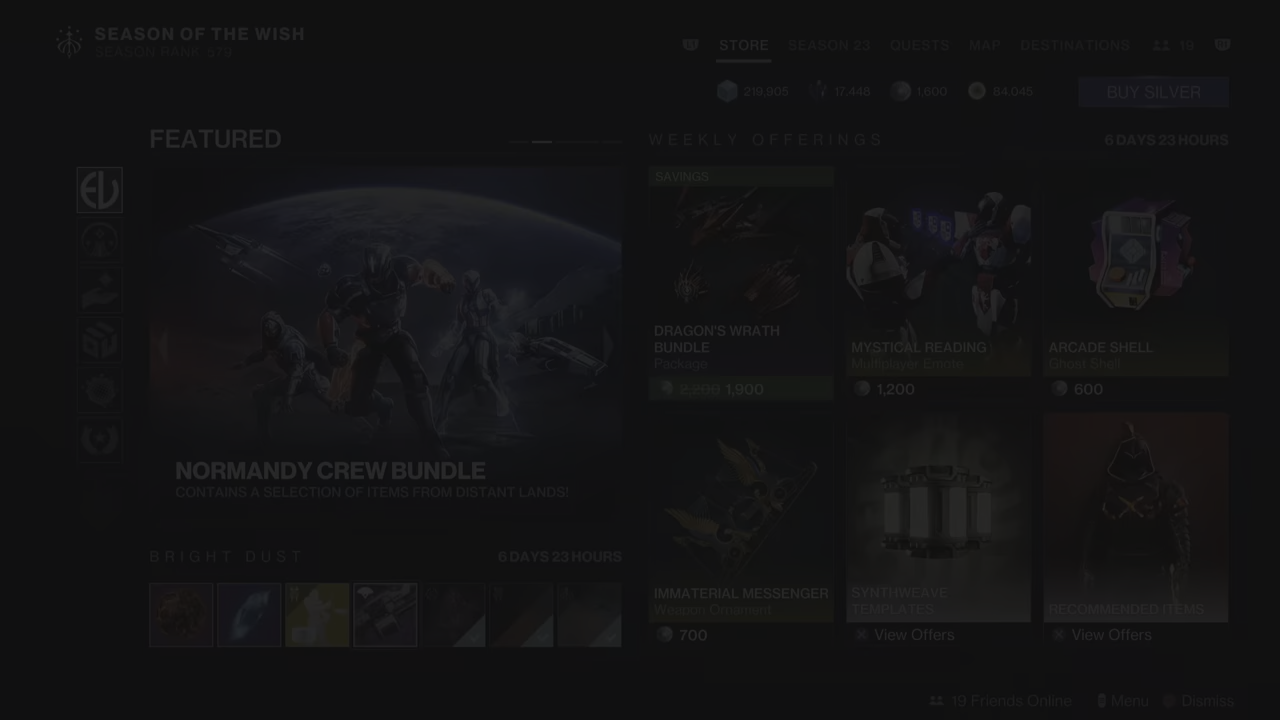 SEASON OF THE WISH
SEASON RANK 579
STORE SEASON 23 QUESTS MAP DESTINATIONS 19
219,905 17,448 1,600 84,045 BUY SILVER
FEATURED
WEEKLY OFFERINGS 6 DAYS 23 HOURS
SAVINGS
DRAGON'S WRATH
BUNDLE
Package
2,200 1,900
MYSTICAL READING
Multiplayer Emote
1,200
ARCADE SHELL
Ghost Shell
600
NORMANDY CREW BUNDLE
CONTAINS A SELECTION OF ITEMS FROM DISTANT LANDS!
BRIGHT DUST 6 DAYS 23 HOURS
IMMATERIAL MESSENGER
Weapon Ornament
700
SYNTHWEAVE
TEMPLATES
View Offers
RECOMMENDED ITEMS
View Offers
19 Friends Online Menu Dismiss